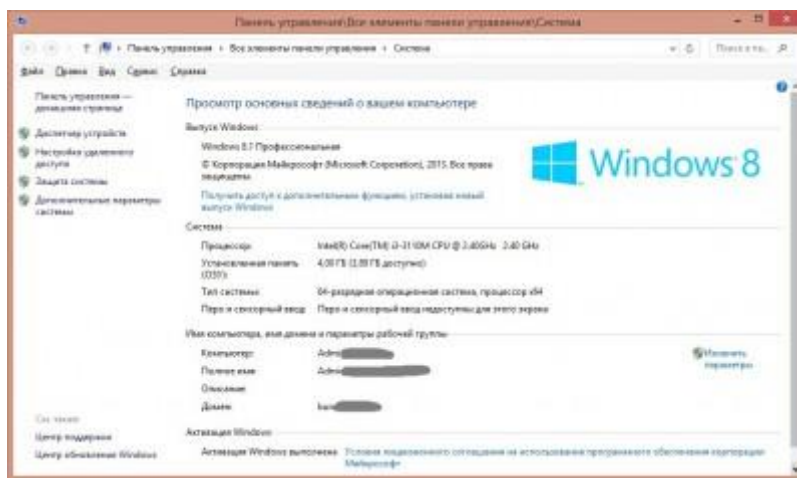 Панель управления\Все элементы панели управления\Система
Панель управления › Все элементы панели управления › Система
Файл Правка Вид Сервис Справка
Панель управления —
домашняя страница
Диспетчер устройств
Настройка удаленного
доступа
Защита системы
Дополнительные параметры
системы
Просмотр основных сведений о вашем компьютере
Выпуск Windows
Windows 8.1 Профессиональная
© Корпорация Майкрософт (Microsoft Corporation), 2013. Все права
защищены.
Получить доступ к дополнительным функциям, установив новый
выпуск Windows
Windows 8
Система
Процессор: Intel(R) Core(TM) i3-3110M CPU @ 2.40GHz 2.40 GHz
Установленная память 4,00 ГБ (2,89 ГБ доступно)
(ОЗУ):
Тип системы: 64-разрядная операционная система, процессор x64
Перо и сенсорный ввод: Перо и сенсорный ввод недоступны для этого экрана
Имя компьютера, имя домена и параметры рабочей группы
Компьютер: Admi
Изменить
параметры
Полное имя: Admi
Описание:
Домен:
См. также
Центр поддержки
Центр обновления Windows
Активация Windows
Активация Windows выполнена Условия лицензионного соглашения на использование программного обеспечения корпорации
Майкрософт